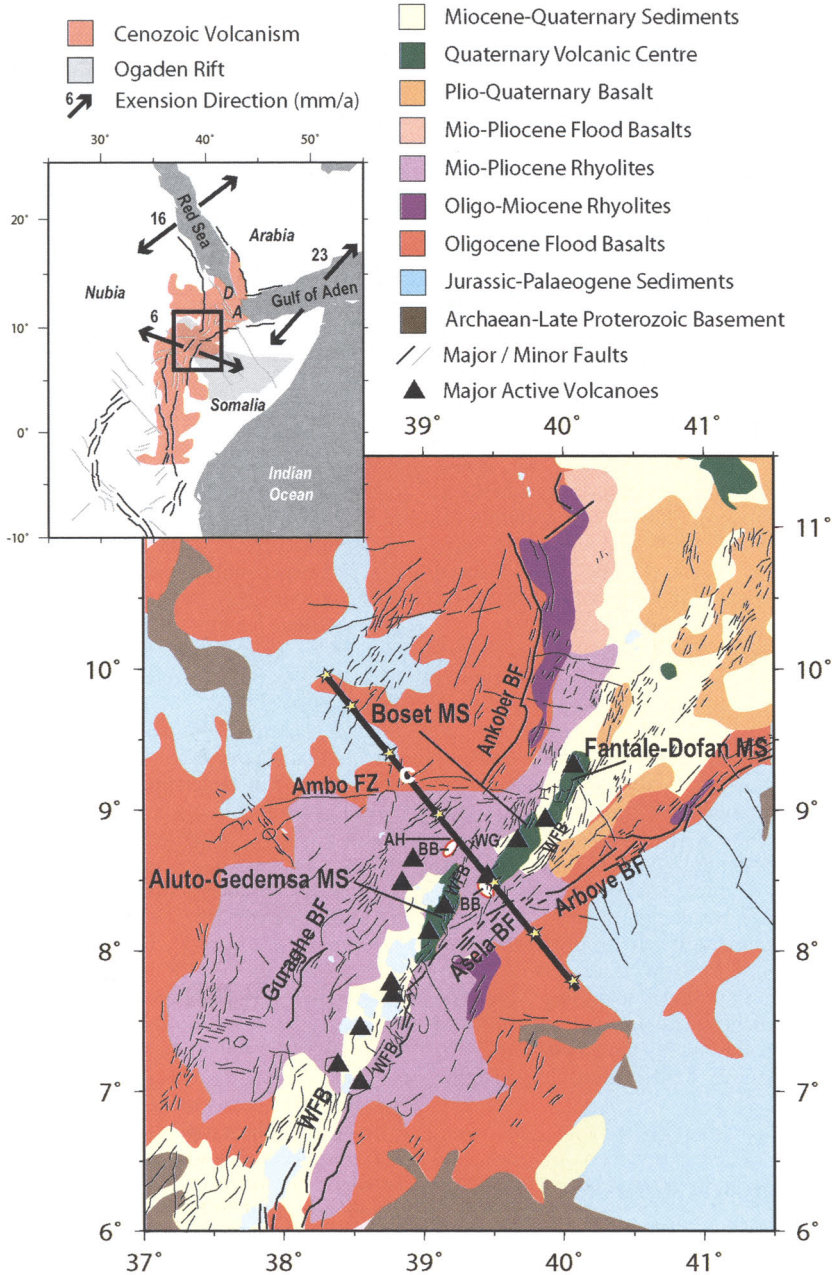 Cenozoic Volcanism
Ogaden Rift
6 Exension Direction (mm/a)
Miocene-Quaternary Sediments
Quaternary Volcanic Centre
Plio-Quaternary Basalt
Mio-Pliocene Flood Basalts
Mio-Pliocene Rhyolites
Oligo-Miocene Rhyolites
Oligocene Flood Basalts
Jurassic-Palaeogene Sediments
Archaean-Late Proterozoic Basement
Major / Minor Faults
Major Active Volcanoes
30° 40° 50°
20°
10°
0°
-10°
16
Red Sea
Arabia
23
Nubia
D
A
Gulf of Aden
6
Somalia
Indian
Ocean
39° 40° 41°
11°
10° 10°
Ankober BF
Boset MS
Fantale-Dofan MS
C
Ambo FZ
9° 9°
AH
BB
WG
WFB
WFB
Aluto-Gedemsa MS
BB
Arboye BF
Asela BF
Guraghe BF
8° 8°
WFB
WFB
7° 7°
6° 6°
37° 38° 39° 40° 41°